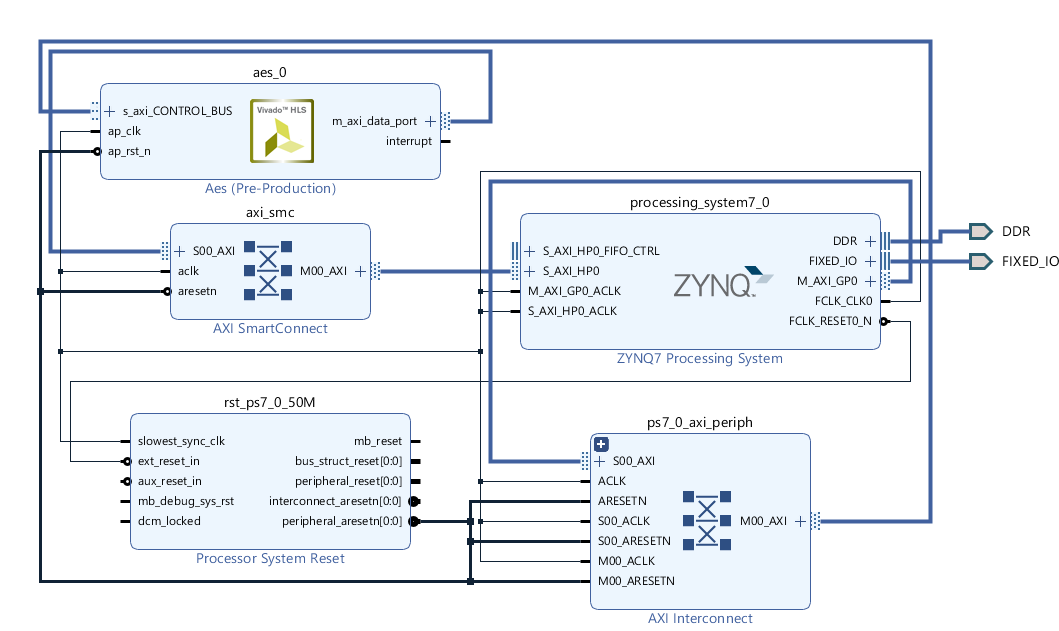 aes_0
s_axi_CONTROL_BUS
ap_clk
ap_rst_n
Vivado™ HLS
m_axi_data_port
interrupt
Aes (Pre-Production)
axi_smc
S00_AXI
aclk
aresetn
M00_AXI
AXI SmartConnect
processing_system7_0
S_AXI_HP0_FIFO_CTRL
S_AXI_HP0
M_AXI_GP0_ACLK
S_AXI_HP0_ACLK
ZYNQ™
DDR
FIXED_IO
M_AXI_GP0
FCLK_CLK0
FCLK_RESET0_N
ZYNQ7 Processing System
DDR
FIXED_IO
rst_ps7_0_50M
slowest_sync_clk
ext_reset_in
aux_reset_in
mb_debug_sys_rst
dcm_locked
mb_reset
bus_struct_reset[0:0]
peripheral_reset[0:0]
interconnect_aresetn[0:0]
peripheral_aresetn[0:0]
Processor System Reset
ps7_0_axi_periph
S00_AXI
ACLK
ARESETN
S00_ACLK
S00_ARESETN
M00_ACLK
M00_ARESETN
M00_AXI
AXI Interconnect